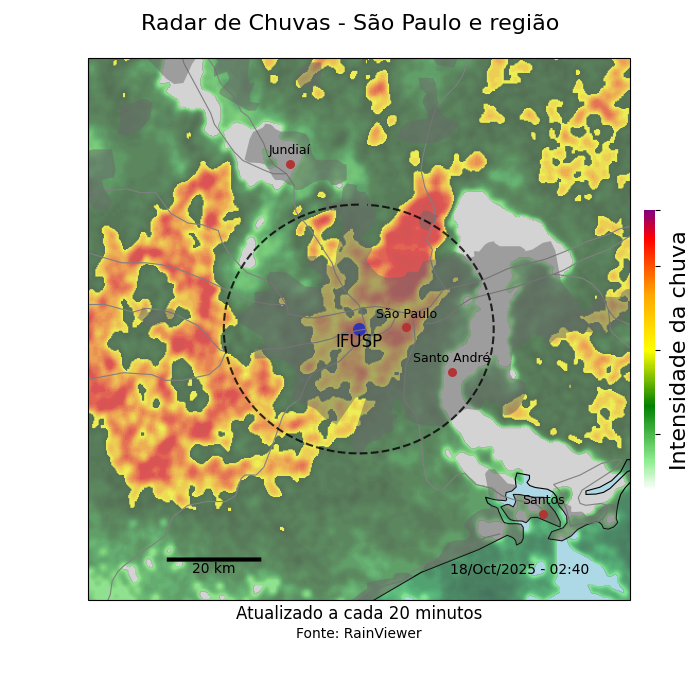 Radar de Chuvas - São Paulo e região
Jundiaí
São Paulo
IFUSP
Santo André
Intensidade da chuva
Santos
20 km
18/Oct/2025 - 02:40
Atualizado a cada 20 minutos
Fonte: RainViewer